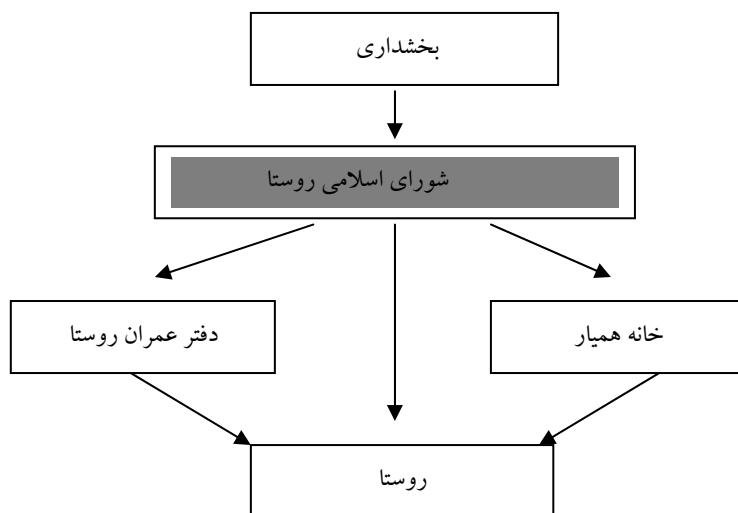 بخشداری
شورای اسلامی روستا
خانه همیار
دفتر عمران روستا
روستا